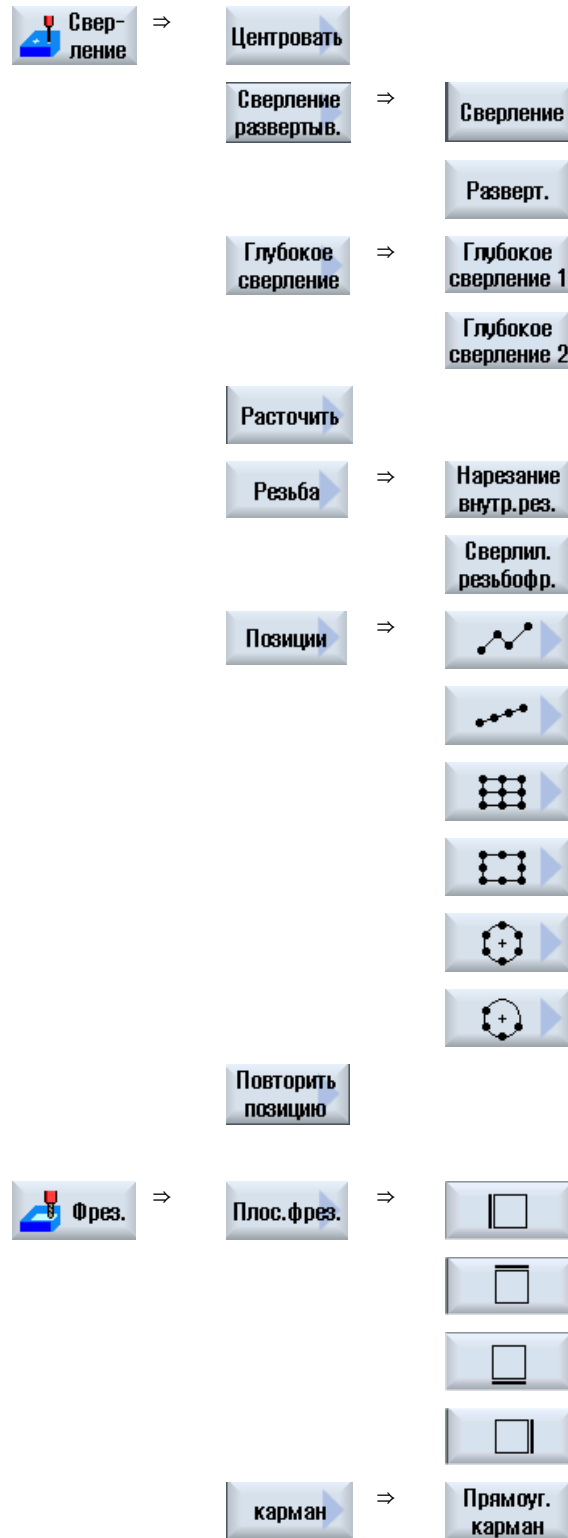 Свер-
ление
⇒
Центровать
Сверление
развертыв.
⇒
Сверление
Разверт.
Глубокое
сверление
⇒
Глубокое
сверление 1
Глубокое
сверление 2
Расточить
Резьба
⇒
Нарезание
внутр.рез.
Сверлил.
резьбофр.
Позиции
⇒
Повторить
позицию
Фрез.
⇒
Плос.фрез.
⇒
карман
⇒
Прямоуг.
карман